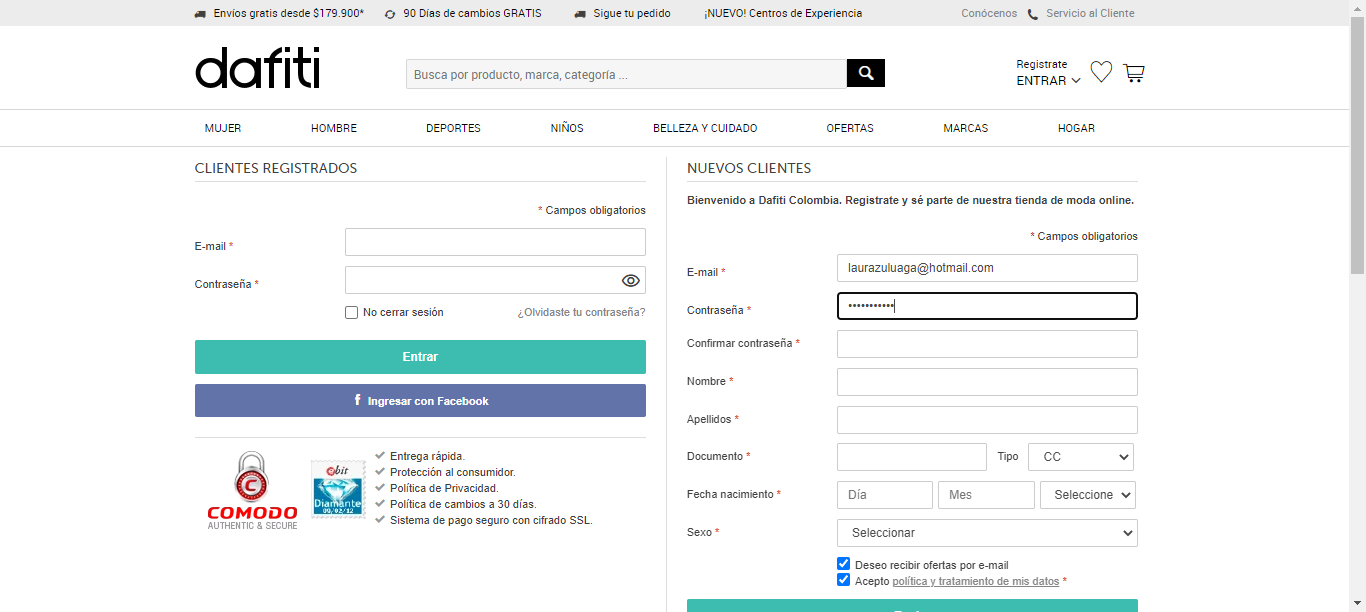 Envíos gratis desde $179.900* 90 Días de cambios GRATIS Sigue tu pedido ¡NUEVO! Centros de Experiencia Conócenos Servicio al Cliente
dafiti
Busca por producto, marca, categoría ...
Registrate
ENTRAR
MUJER HOMBRE DEPORTES NIÑOS BELLEZA Y CUIDADO OFERTAS MARCAS HOGAR
CLIENTES REGISTRADOS
* Campos obligatorios
E-mail *
Contraseña *
No cerrar sesión ¿Olvidaste tu contraseña?
Entrar
f Ingresar con Facebook
C
COMODO
AUTHENTIC & SECURE
ebit
Diamante
09/02/12
Entrega rápida.
Protección al consumidor.
Política de Privacidad.
Política de cambios a 30 días.
Sistema de pago seguro con cifrado SSL.
NUEVOS CLIENTES
Bienvenido a Dafiti Colombia. Registrate y sé parte de nuestra tienda de moda online.
* Campos obligatorios
E-mail * laurazuluaga@hotmail.com
Contraseña * •••••••••••
Confirmar contraseña *
Nombre *
Apellidos *
Documento * Tipo CC
Fecha nacimiento * Día Mes Seleccione
Sexo * Seleccionar
Deseo recibir ofertas por e-mail
Acepto política y tratamiento de mis datos *